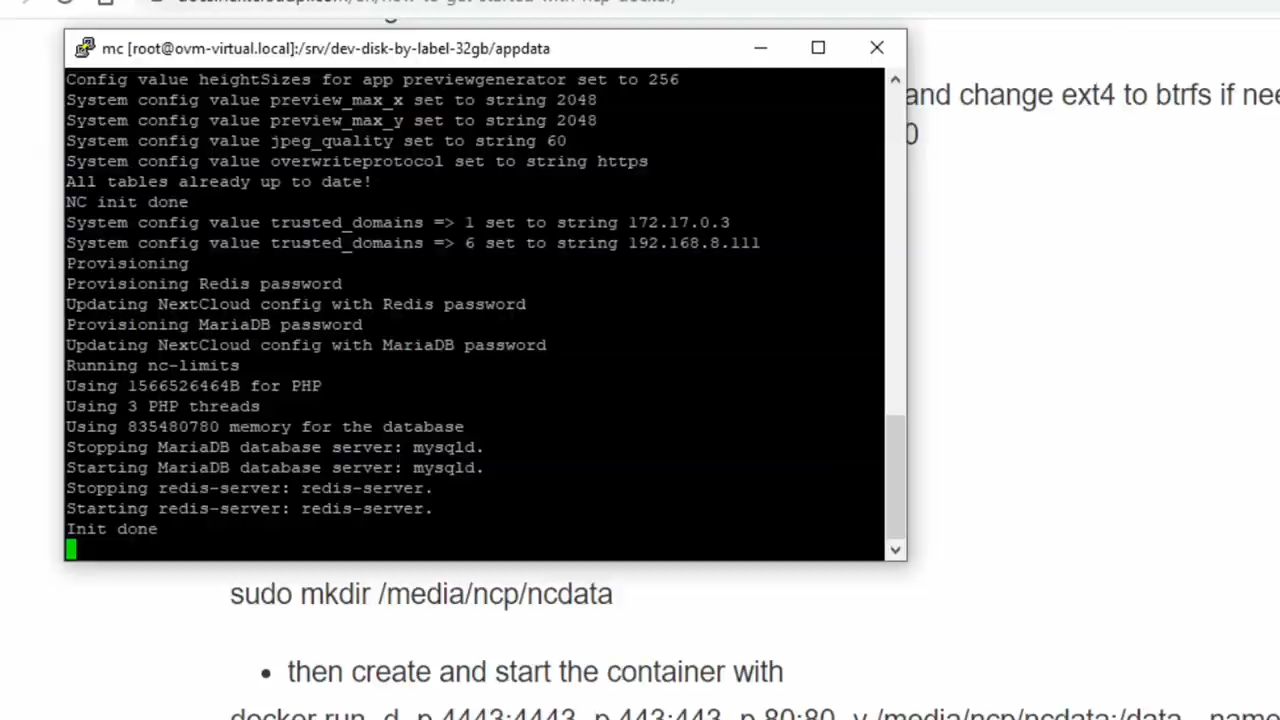 mc [root@ovm-virtual.local]:/srv/dev-disk-by-label-32gb/appdata
Config value heightSizes for app previewgenerator set to 256
System config value preview_max_x set to string 2048
System config value preview_max_y set to string 2048
System config value jpeg_quality set to string 60
System config value overwriteprotocol set to string https
All tables already up to date!
NC init done
System config value trusted_domains => 1 set to string 172.17.0.3
System config value trusted_domains => 6 set to string 192.168.8.111
Provisioning
Provisioning Redis password
Updating NextCloud config with Redis password
Provisioning MariaDB password
Updating NextCloud config with MariaDB password
Running nc-limits
Using 1566526464B for PHP
Using 3 PHP threads
Using 835480780 memory for the database
Stopping MariaDB database server: mysqld.
Starting MariaDB database server: mysqld.
Stopping redis-server: redis-server.
Starting redis-server: redis-server.
Init done
and change ext4 to btrfs if nee
0
sudo mkdir /media/ncp/ncdata
• then create and start the container with
docker run -d -p 4443:4443 -p 443:443 -p 80:80 -v /media/ncp/ncdata:/data --name